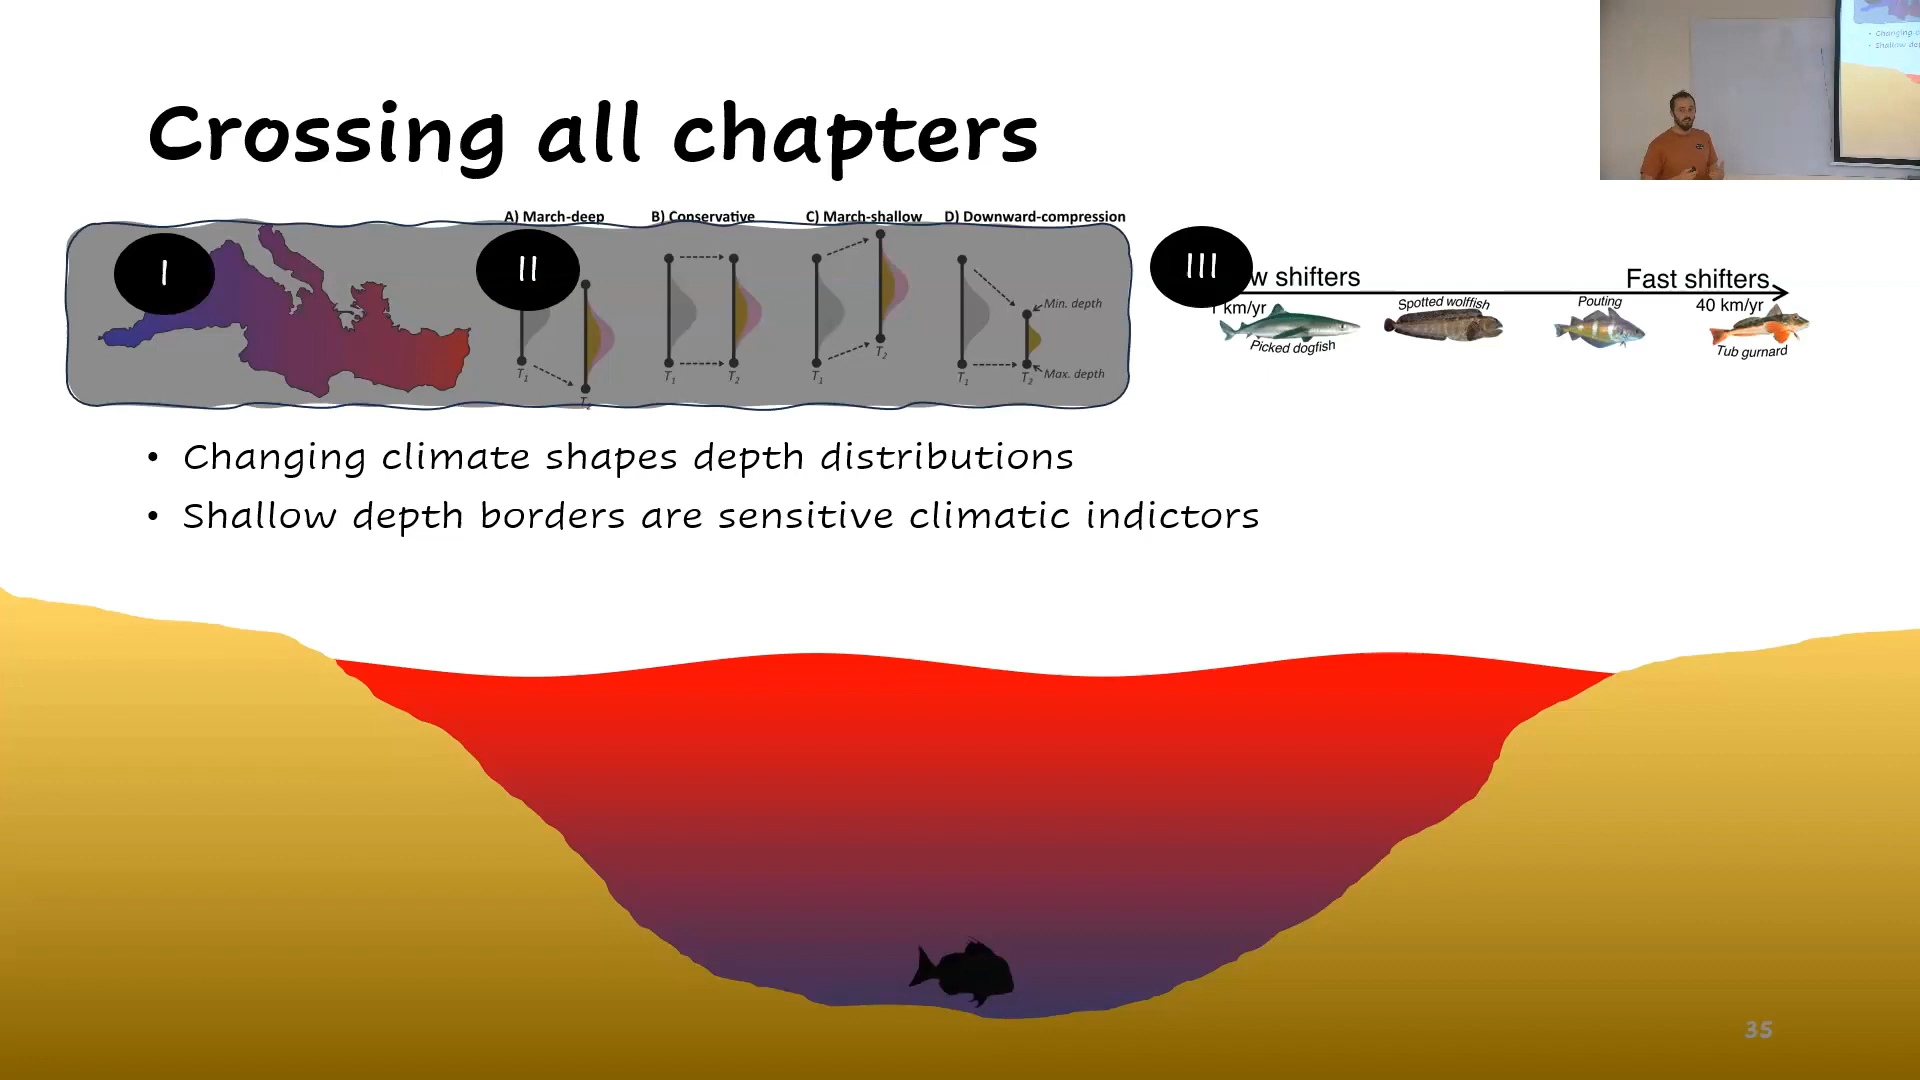 Crossing all chapters
A) March-deep B) Conservative C) March-shallow D) Downward-compression
I II III
w shifters Fast shifters
Min. depth
km/yr Spotted wolffish Pouting 40 km/yr
Picked dogfish Tub gurnard
T1 T2 T1 T2 T1 T2 T1 T2 Max. depth
• Changing climate shapes depth distributions
• Shallow depth borders are sensitive climatic indictors
35